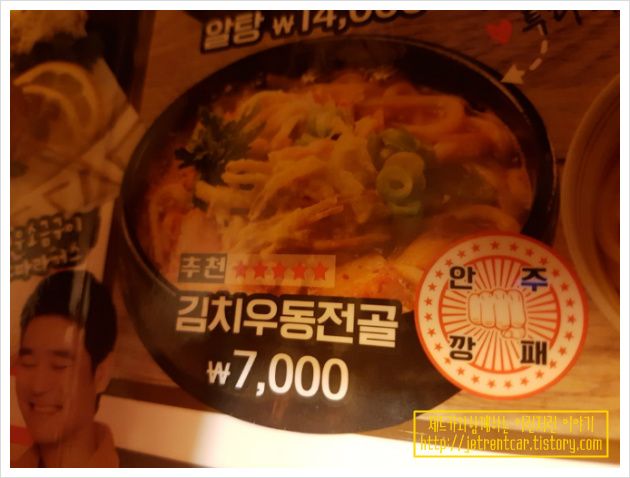 알탕 ₩14,000
추천 ★★★★★
김치우동전골
₩7,000
안 주
깡 패
http://jetrentcar.tistory.com